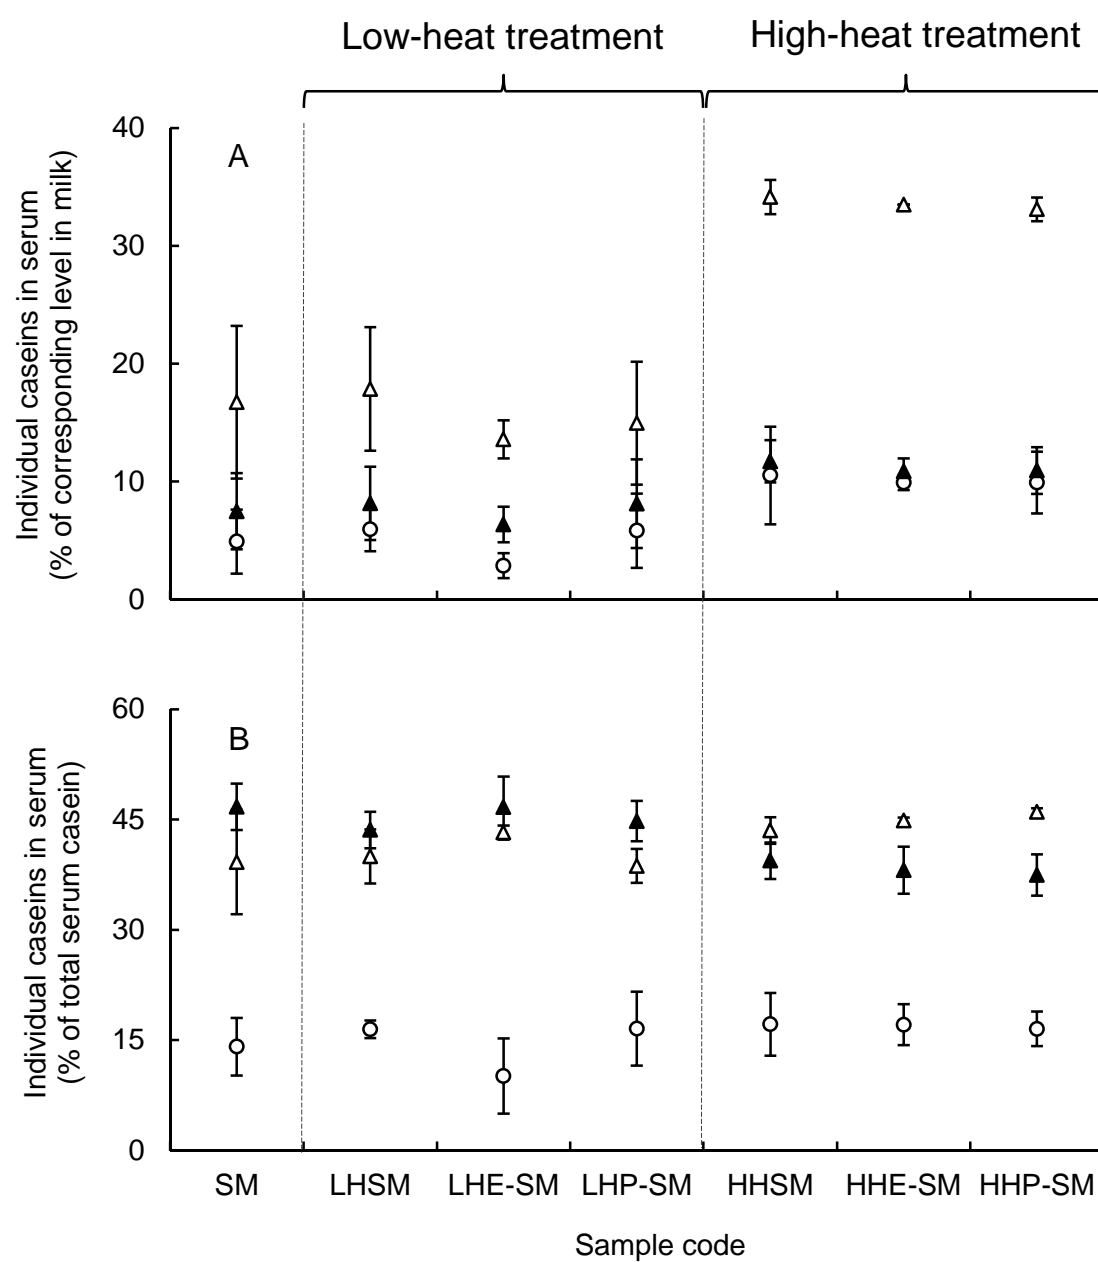 Low-heat treatment
High-heat treatment
A
Individual caseins in serum
(% of corresponding level in milk)
40
30
20
10
0
B
Individual caseins in serum
(% of total serum casein)
60
45
30
15
0
SM LHSM LHE-SM LHP-SM HHSM HHE-SM HHP-SM
Sample code